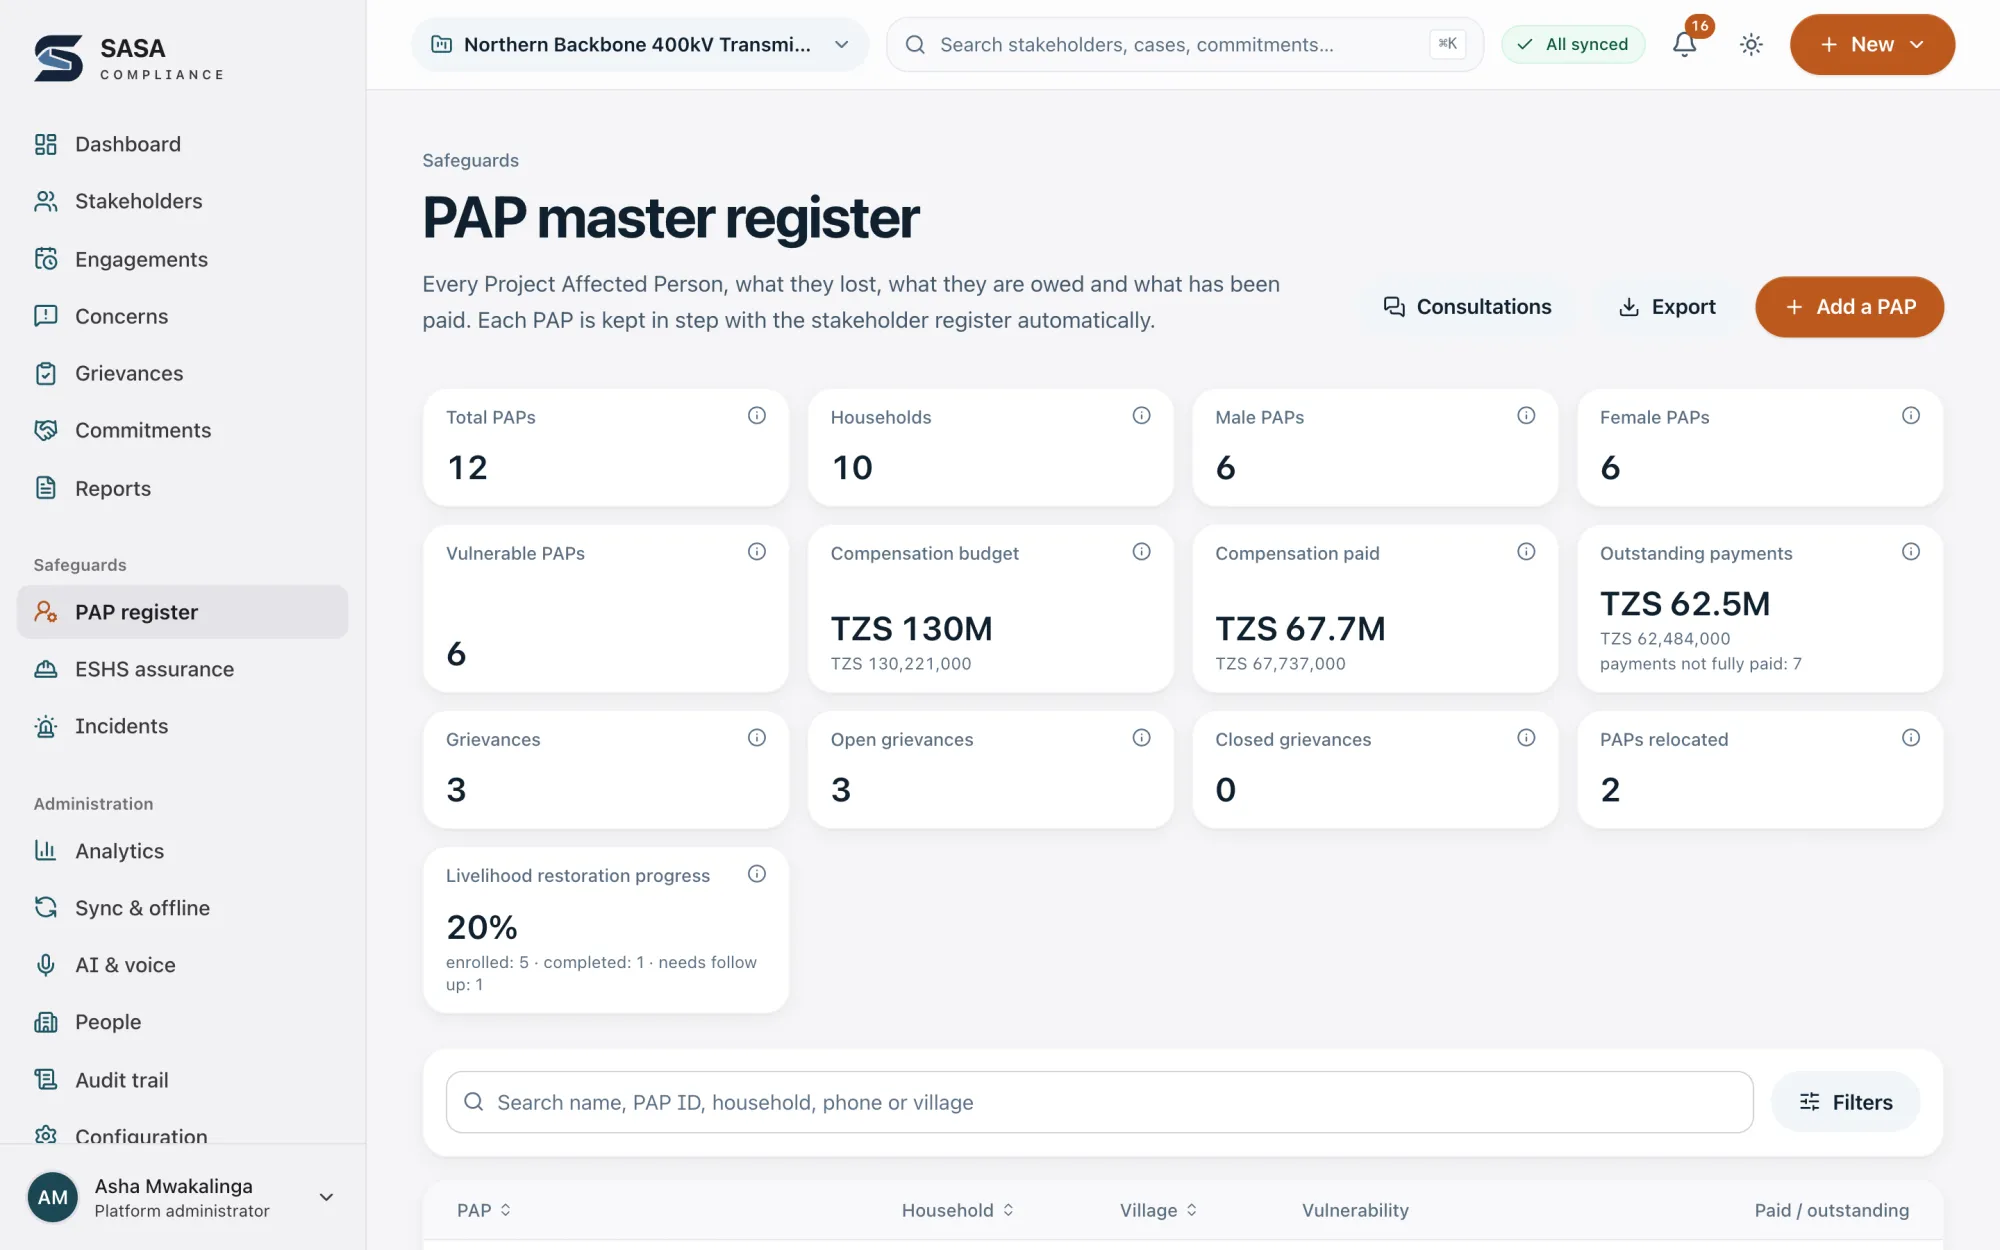 SASA
COMPLIANCE
Northern Backbone 400kV Transmi...
Search stakeholders, cases, commitments...
⌘K
All synced
16
New
Dashboard
Stakeholders
Engagements
Concerns
Grievances
Commitments
Reports
Safeguards
PAP register
ESHS assurance
Incidents
Administration
Analytics
Sync & offline
AI & voice
People
Audit trail
Configuration
AM
Asha Mwakalinga
Platform administrator
Safeguards
PAP master register
Every Project Affected Person, what they lost, what they are owed and what has been
paid. Each PAP is kept in step with the stakeholder register automatically.
Consultations
Export
Add a PAP
Total PAPs
12
Households
10
Male PAPs
6
Female PAPs
6
Vulnerable PAPs
6
Compensation budget
TZS 130M
TZS 130,221,000
Compensation paid
TZS 67.7M
TZS 67,737,000
Outstanding payments
TZS 62.5M
TZS 62,484,000
payments not fully paid: 7
Grievances
3
Open grievances
3
Closed grievances
0
PAPs relocated
2
Livelihood restoration progress
20%
enrolled: 5 · completed: 1 · needs follow
up: 1
Search name, PAP ID, household, phone or village
Filters
PAP
Household
Village
Vulnerability
Paid / outstanding